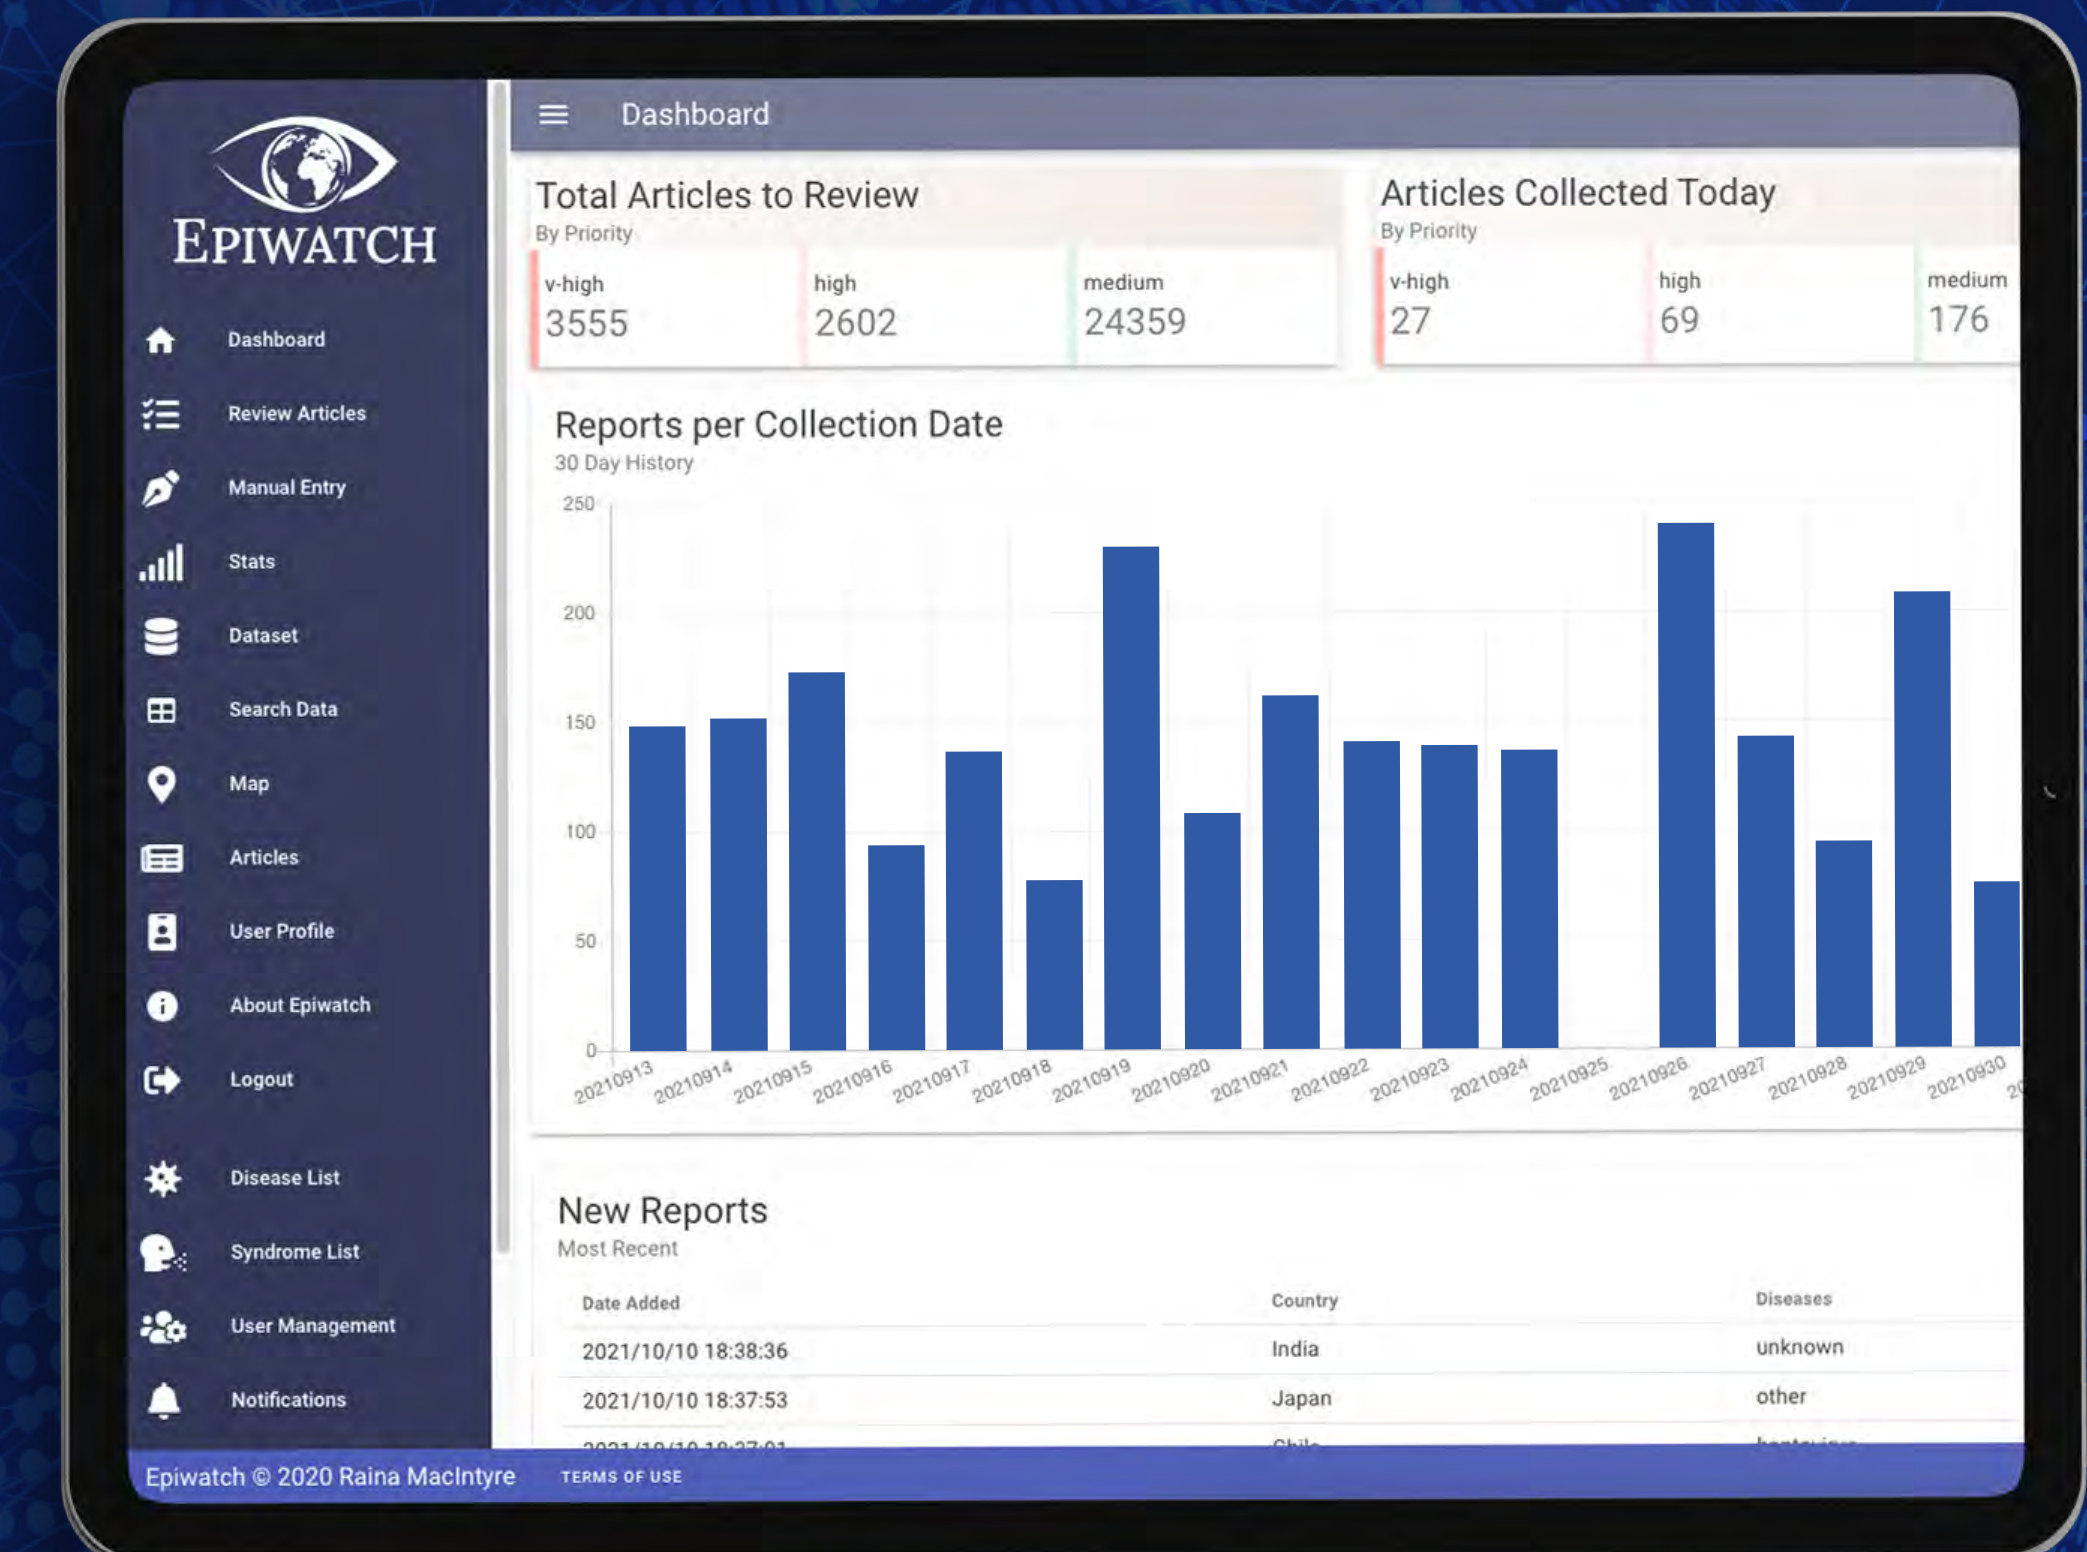 EPIWATCH
Dashboard
Review Articles
Manual Entry
Stats
Dataset
Search Data
Map
Articles
User Profile
About Epiwatch
Logout
Disease List
Syndrome List
User Management
Notifications
Dashboard
Total Articles to Review
By Priority
v-high high medium
3555 2602 24359
Articles Collected Today
By Priority
v-high high medium
27 69 176
Reports per Collection Date
30 Day History
250
200
150
100
50
0
20210913 20210914 20210915 20210916 20210917 20210918 20210919 20210920 20210921 20210922 20210923 20210924 20210925 20210926 20210927 20210928 20210929 20210930
New Reports
Most Recent
Date Added Country Diseases
2021/10/10 18:38:36 India unknown
2021/10/10 18:37:53 Japan other
Epiwatch © 2020 Raina MacIntyre TERMS OF USE